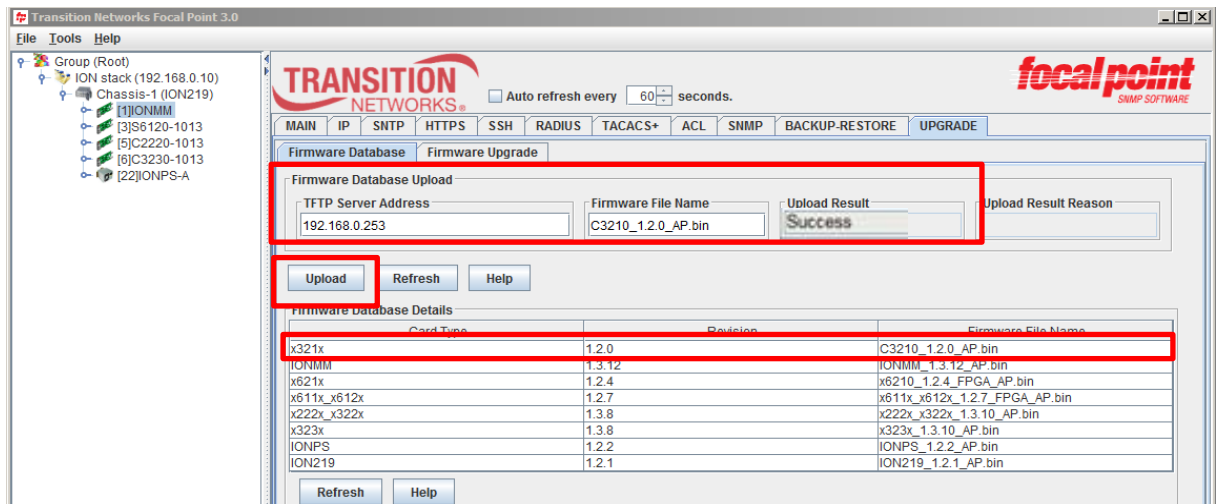 Transition Networks Focal Point 3.0
File Tools Help
Group (Root)
ION stack (192.168.0.10)
Chassis-1 (ION219)
[1]IONMM
[3]S6120-1013
[5]C2220-1013
[6]C3230-1013
[22]IONPS-A
TRANSITION
NETWORKS®
Auto refresh every 60 seconds.
focal point
SNMP SOFTWARE
MAIN IP SNTP HTTPS SSH RADIUS TACACS+ ACL SNMP BACKUP-RESTORE UPGRADE
Firmware Database Firmware Upgrade
Firmware Database Upload
TFTP Server Address Firmware File Name Upload Result Upload Result Reason
192.168.0.253 C3210_1.2.0_AP.bin Success
Upload Refresh Help
Firmware Database Details
Card Type Revision Firmware File Name
x321x 1.2.0 C3210_1.2.0_AP.bin
IONMM 1.3.12 IONMM_1.3.12_AP.bin
x621x 1.2.4 x6210_1.2.4_FPGA_AP.bin
x611x_x612x 1.2.7 x611x_x612x_1.2.7_FPGA_AP.bin
x222x_x322x 1.3.8 x222x_x322x_1.3.10_AP.bin
x323x 1.3.8 x323x_1.3.10_AP.bin
IONPS 1.2.2 IONPS_1.2.2_AP.bin
ION219 1.2.1 ION219_1.2.1_AP.bin
Refresh Help